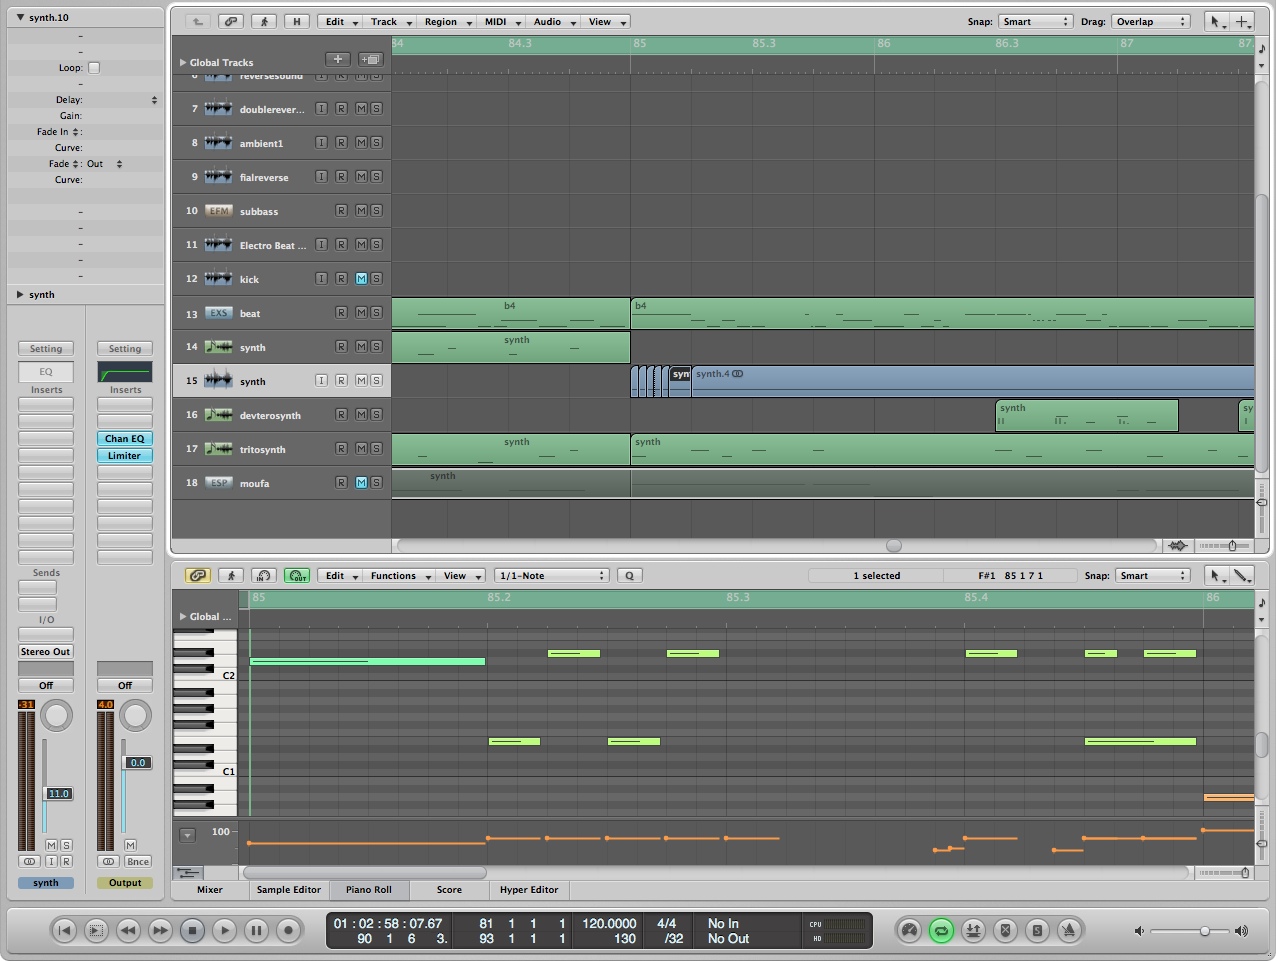 synth.10
Loop:
Delay:
Gain:
Fade In :
Curve:
Fade : Out
Curve:
synth
Setting Setting
EQ
Inserts Inserts
Chan EQ
Limiter
Sends
I/O
Stereo Out
Off Off
-31 4.0
0.0
11.0
M S M
I R Bnce
synth Output
H Edit Track Region MIDI Audio View Snap: Smart Drag: Overlap
84 84.3 85 85.3 86 86.3 87 87.
Global Tracks
6 reversesound I R M S
7 doublerever... I R M S
8 ambient1 I R M S
9 fialreverse I R M S
10 EFM subbass R M S
11 Electro Beat ... I R M S
12 kick I R M S
13 EXS beat R M S b4 b4
14 synth R M S synth
15 synth I R M S syn synth.4
16 devterosynth R M S synth sy
17 tritosynth R M S synth synth
18 ESP moufa R M S synth
IN OUT Edit Functions View 1/1-Note Q 1 selected F#1 85 1 7 1 Snap: Smart
85 85.2 85.3 85.4 86
Global ...
C2
C1
100
Mixer Sample Editor Piano Roll Score Hyper Editor
01 : 02 : 58 : 07.67 81 1 1 1 120.0000 4/4 No In CPU
90 1 6 3. 93 1 1 1 130 /32 No Out HD
S